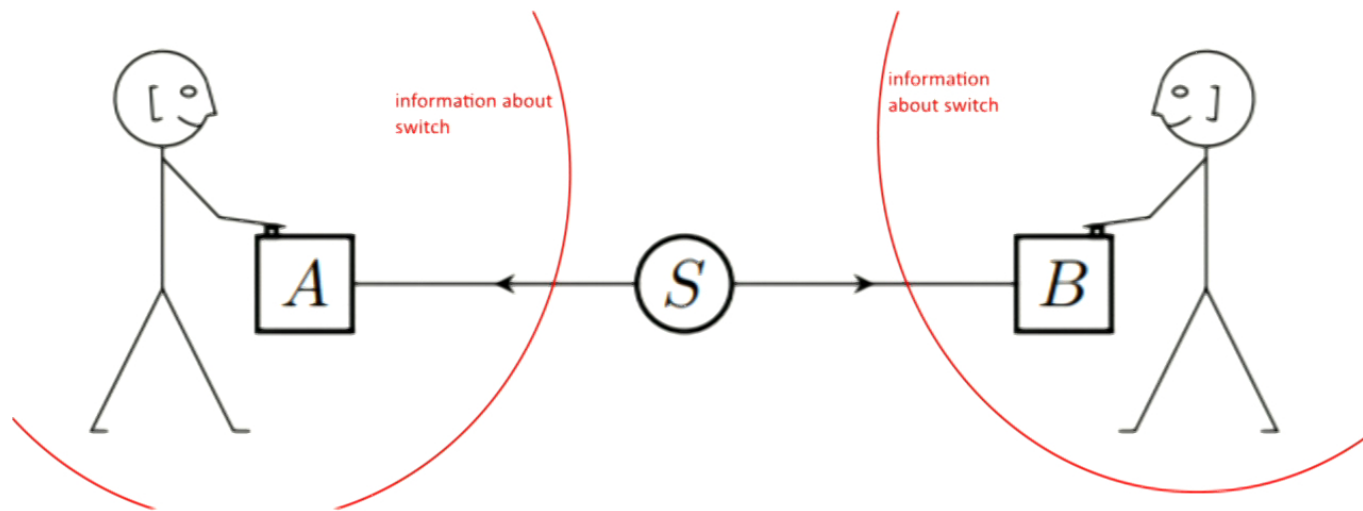 information about
switch
information
about switch
A
S
B